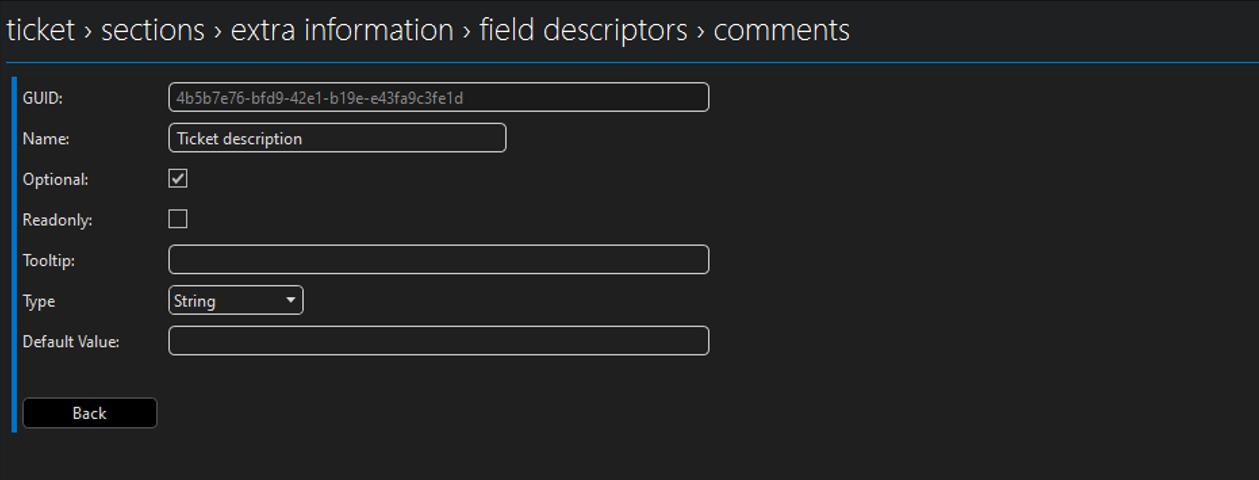 ticket › sections › extra information › field descriptors › comments
GUID: 4b5b7e76-bfd9-42e1-b19e-e43fa9c3fe1d
Name: Ticket description
Optional:
Readonly:
Tooltip:
Type String
Default Value:
Back